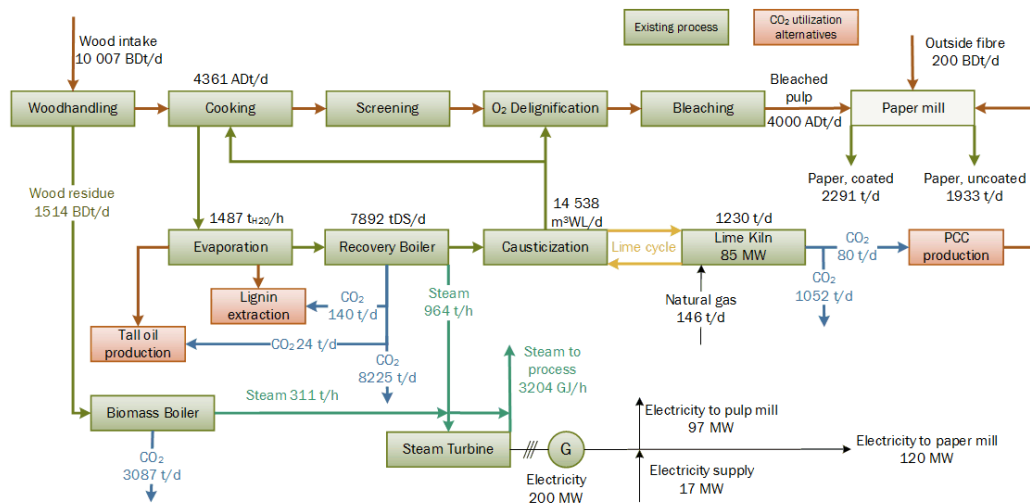 Wood intake
10 007 BDt/d
Existing process
CO₂ utilization
alternatives
Outside fibre
200 BDt/d
4361 ADt/d
Bleached
pulp
4000 ADt/d
Woodhandling
Cooking
Screening
O₂ Delignification
Bleaching
Paper mill
Wood residue
1514 BDt/d
Paper, coated
2291 t/d
Paper, uncoated
1933 t/d
1487 tH20/h
7892 tDS/d
14 538
m³WL/d
1230 t/d
Evaporation
Recovery Boiler
Causticization
Lime cycle
Lime Kiln
85 MW
CO₂
80 t/d
PCC
production
Lignin
extraction
CO₂
140 t/d
Steam
964 t/h
Natural gas
146 t/d
CO₂
1052 t/d
Tall oil
production
CO₂24 t/d
CO₂
8225 t/d
Steam to
process
3204 GJ/h
Biomass Boiler
Steam 311 t/h
CO₂
3087 t/d
Steam Turbine
G
Electricity
200 MW
Electricity to pulp mill
97 MW
Electricity supply
17 MW
Electricity to paper mill
120 MW